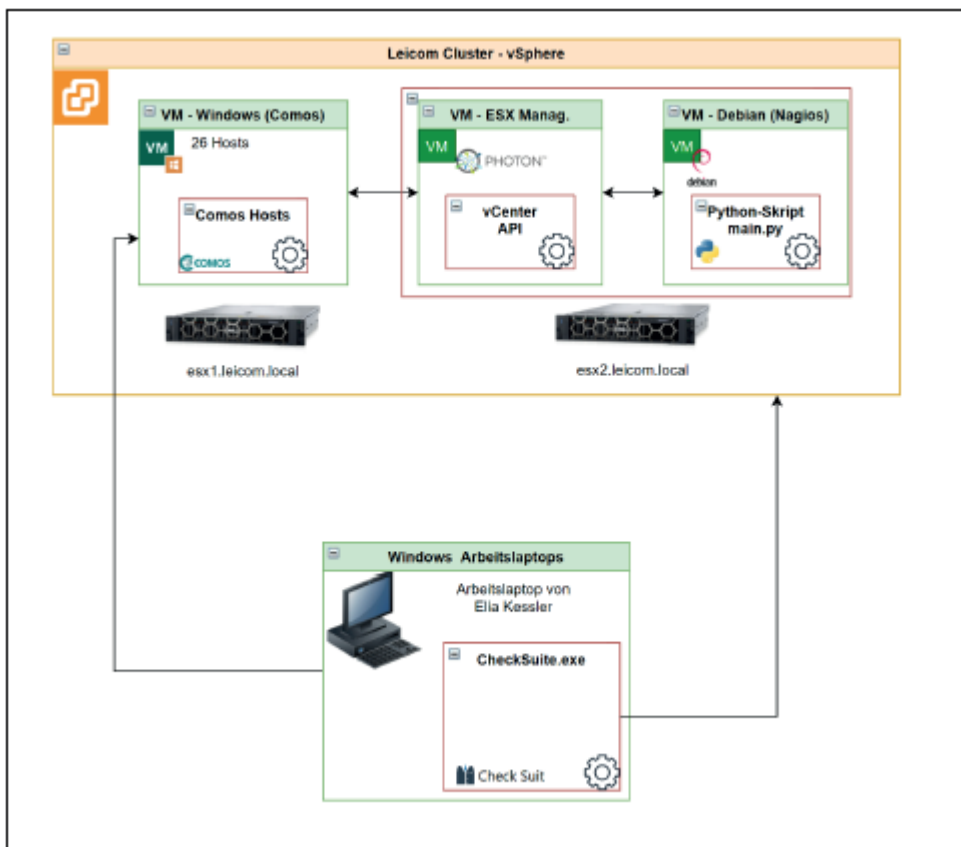 Leicom Cluster - vSphere
VM - Windows (Comos)
VM
26 Hosts
Comos Hosts
COMOS
VM - ESX Manag.
VM
PHOTON™
vCenter
API
VM - Debian (Nagios)
VM
debian
Python-Skript
main.py
esx1.leicom.local
esx2.leicom.local
Windows Arbeitslaptops
Arbeitslaptop von
Elia Kessler
CheckSuite.exe
Check Suit